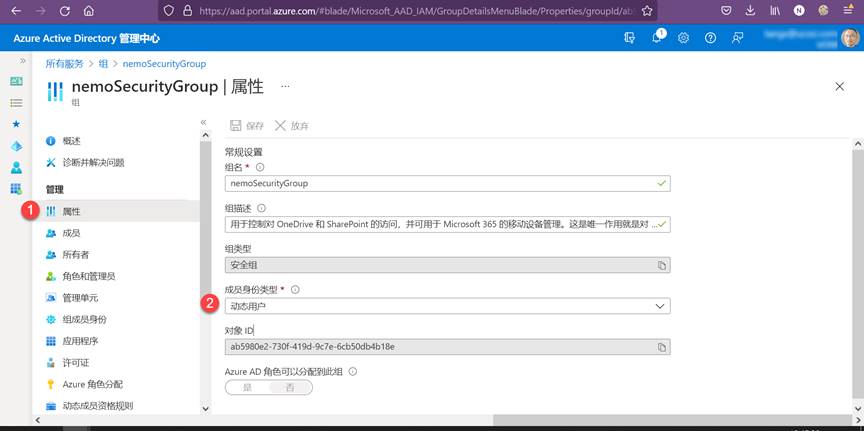 https://aad.portal.azure.com/#blade/Microsoft_AAD_IAM/GroupDetailsMenuBlade/Properties/groupId/ab
N
Azure Active Directory 管理中心
1
所有服务 > 组 > nemoSecurityGroup
nemoSecurityGroup | 属性 ...
组
保存 放弃
概述
诊断并解决问题
管理
1 属性
成员
所有者
角色和管理员
管理单元
组成员身份
应用程序
许可证
Azure 角色分配
动态成员资格规则
常规设置
组名 *
nemoSecurityGroup
组描述
用于控制对 OneDrive 和 SharePoint 的访问，并可用于 Microsoft 365 的移动设备管理。这是唯一作用就是对 ...
组类型
安全组
成员身份类型 *
2 动态用户
对象 ID
ab5980e2-730f-419d-9c7e-6cb50db4b18e
Azure AD 角色可以分配到此组
是 否